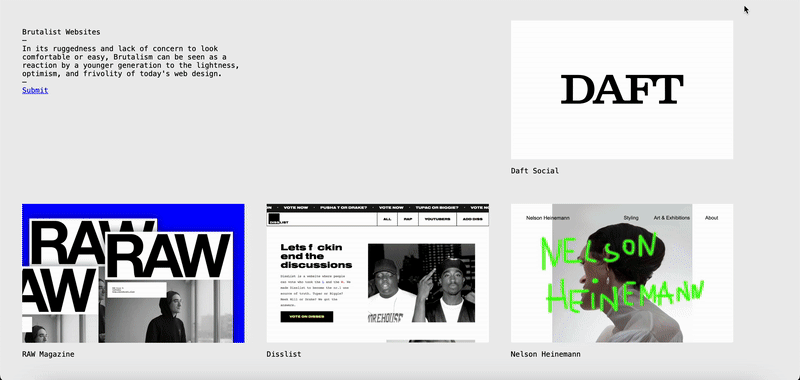 Brutalist Websites
—
In its ruggedness and lack of concern to look
comfortable or easy, Brutalism can be seen as a
reaction by a younger generation to the lightness,
optimism, and frivolity of today's web design.
—
Submit
DAFT
Daft Social
RAW
RAW
AW
RAW Magazine
ON • VOTE NOW • PUSHA T OR DRAKE? • VOTE NOW • TUPAC OR BIGGIE? • VOTE N
DISSLIST
ALL
RAP
YOUTUBERS
ADD DISS
Lets f ckin
end the
discussions
VOTE ON DISSES
Disslist
Nelson Heinemann
Styling
Art & Exhibitions
About
NELSON
HEINEMANN
Nelson Heinemann